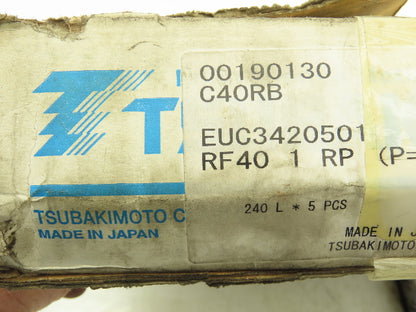 00190130
C40RB
EUC3420501
RF40 1 RP (P=
240 L * 5 PCS
MADE IN J
TSUBAKIMOTO
T
TSUBAKIMOTO C
MADE IN JAPAN